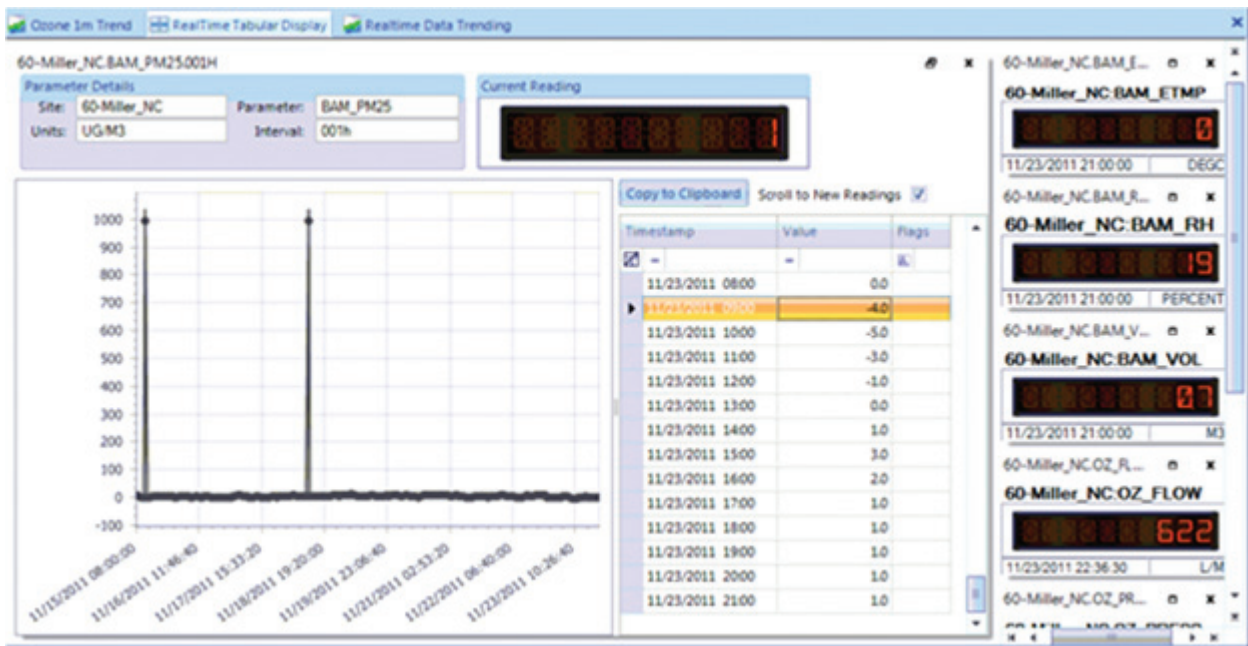 Ozone 1m Trend RealTime Tabular Display Realtime Data Trending
60-Miller_NC.BAM_PM25.001H
Parameter Details
Site: 60-Miller_NC Parameter: BAM_PM25
Units: UG/M3 Interval: 001h
Current Reading
1
1000
900
800
700
600
500
400
300
200
100
0
-100
11/15/2011 08:00:00
11/16/2011 11:46:40
11/17/2011 15:33:20
11/18/2011 19:20:00
11/19/2011 23:06:40
11/21/2011 02:53:20
11/22/2011 06:40:00
11/23/2011 10:26:40
Copy to Clipboard Scroll to New Readings
Timestamp Value Flags
= =
11/23/2011 08:00 0.0
11/23/2011 09:00 -4.0
11/23/2011 10:00 -5.0
11/23/2011 11:00 -3.0
11/23/2011 12:00 -1.0
11/23/2011 13:00 0.0
11/23/2011 14:00 1.0
11/23/2011 15:00 3.0
11/23/2011 16:00 2.0
11/23/2011 17:00 1.0
11/23/2011 18:00 1.0
11/23/2011 19:00 1.0
11/23/2011 20:00 1.0
11/23/2011 21:00 1.0
60-Miller_NC.BAM_E...
60-Miller_NC:BAM_ETMP
11/23/2011 21:00:00 DEGC
60-Miller_NC.BAM_R...
60-Miller_NC:BAM_RH
19
11/23/2011 21:00:00 PERCENT
60-Miller_NC.BAM_V...
60-Miller_NC:BAM_VOL
11/23/2011 21:00:00 M3
60-Miller_NC.OZ_FL...
60-Miller_NC:OZ_FLOW
622
11/23/2011 22:36:30 L/M
60-Miller_NC.OZ_PR...